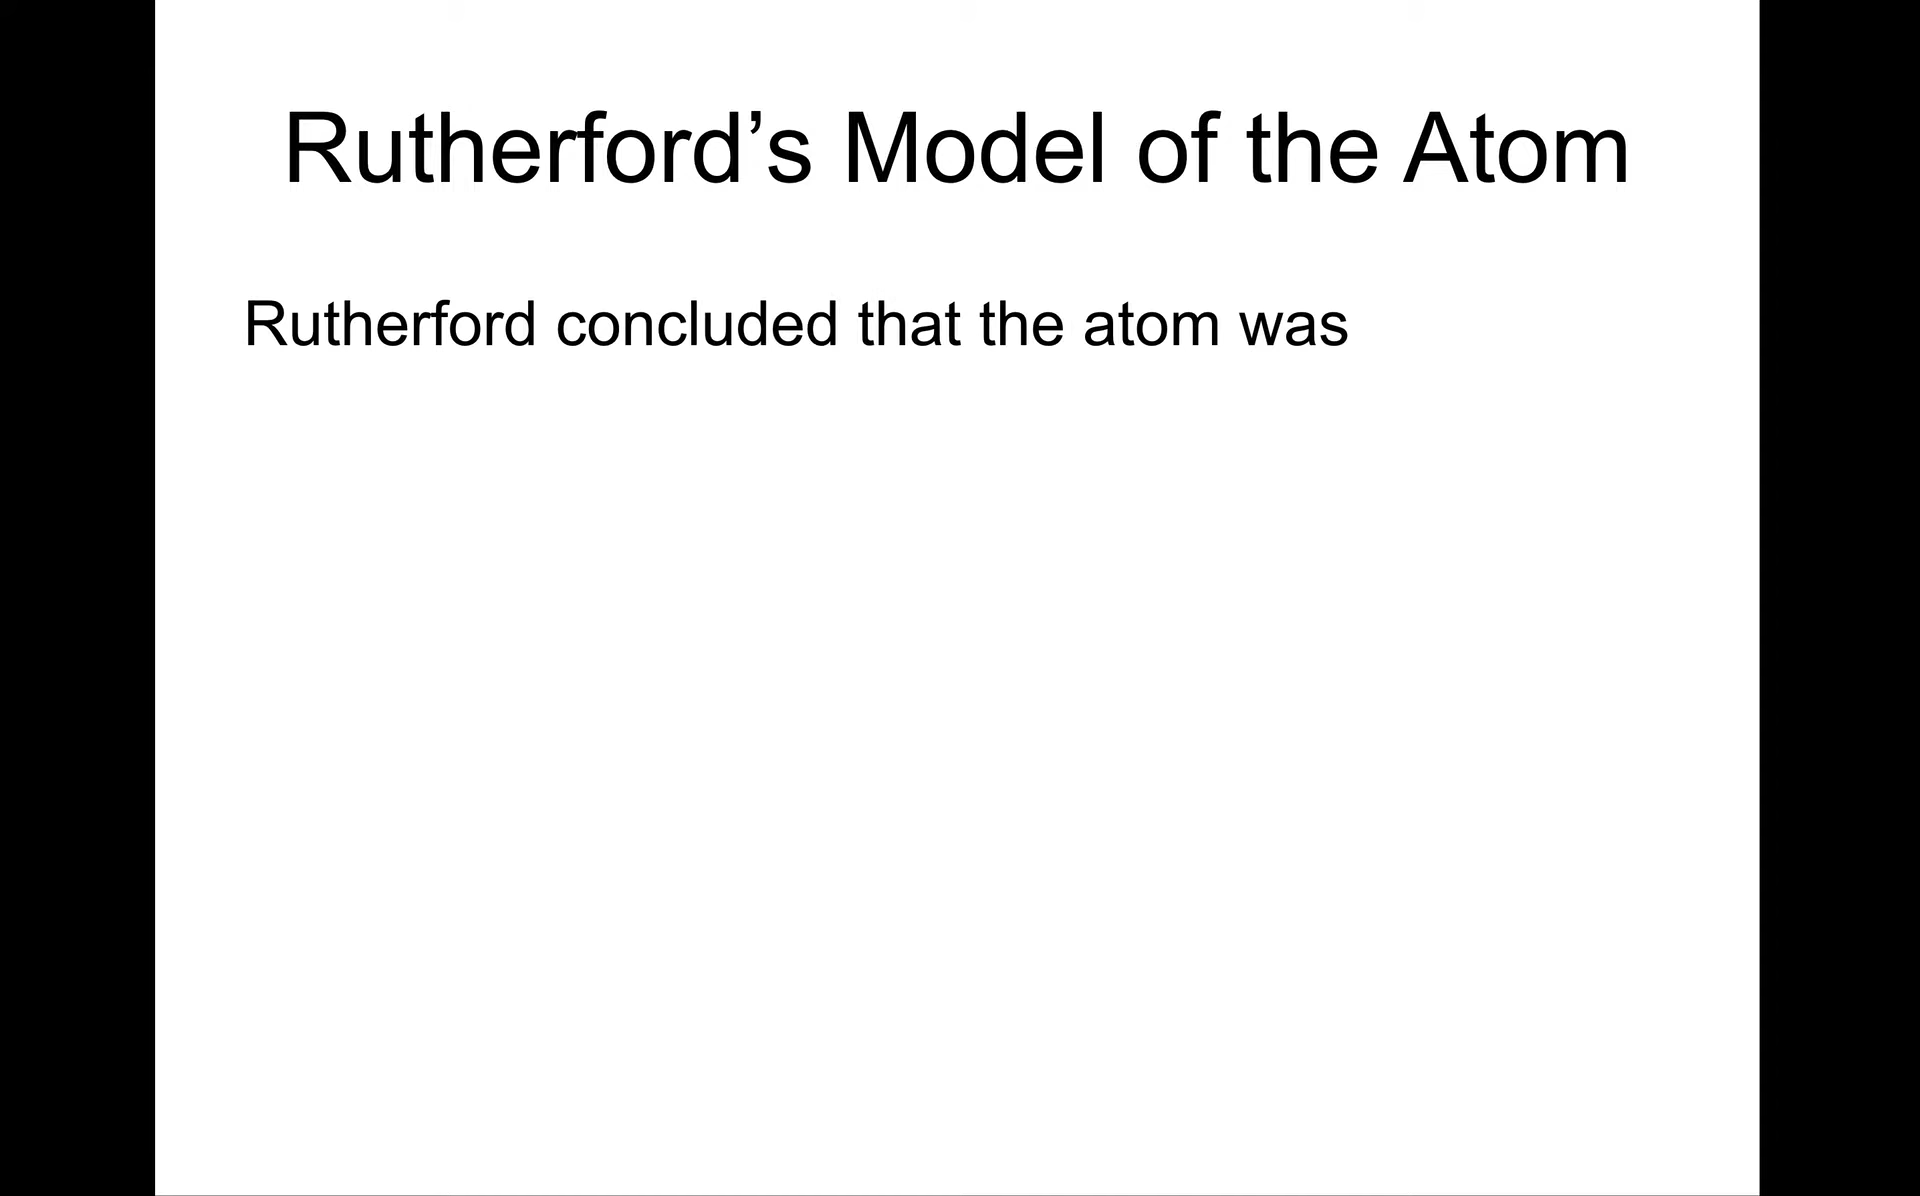 Rutherford’s Model of the Atom
Rutherford concluded that the atom was